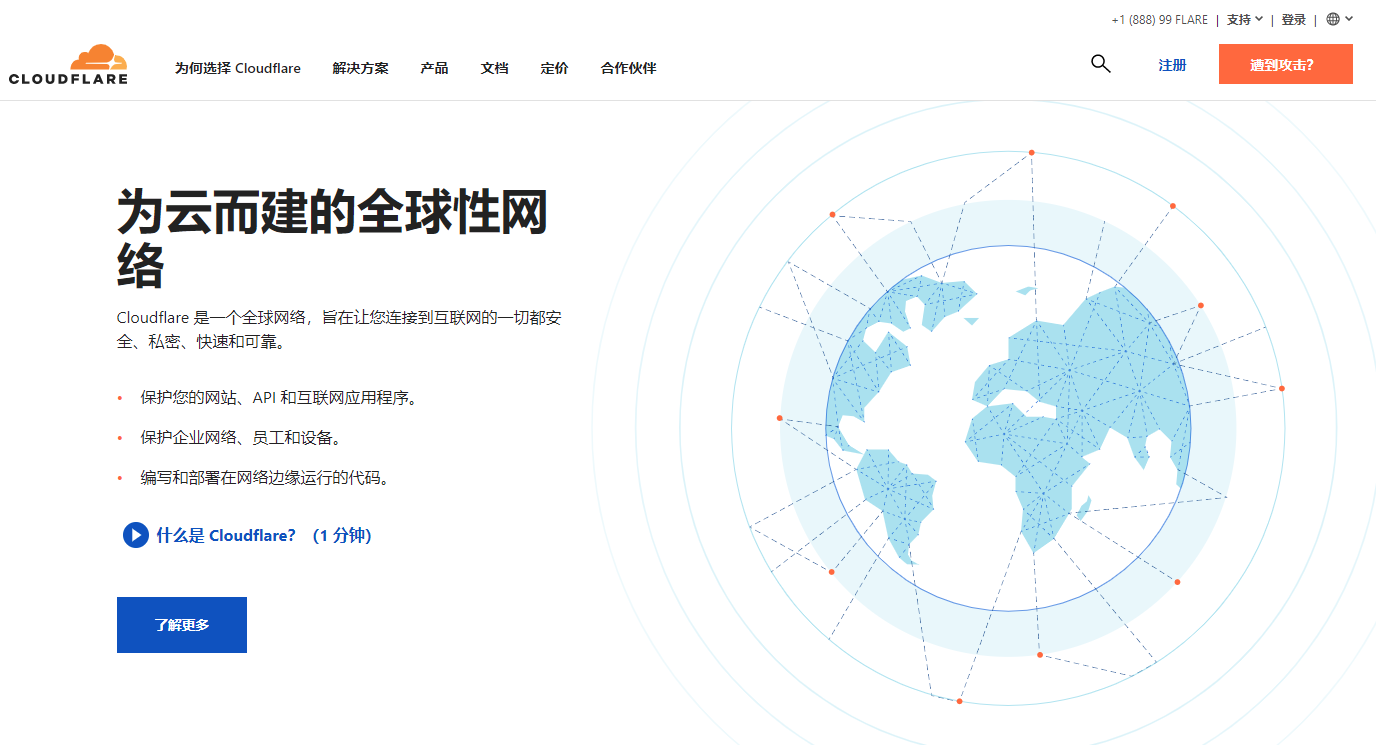 +1 (888) 99 FLARE | 支持 | 登录 |
CLOUDFLARE
为何选择 Cloudflare 解决方案 产品 文档 定价 合作伙伴
注册
遭到攻击?
为云而建的全球性网
络
Cloudflare 是一个全球网络，旨在让您连接到互联网的一切都安
全、私密、快速和可靠。
保护您的网站、API 和互联网应用程序。
保护企业网络、员工和设备。
编写和部署在网络边缘运行的代码。
什么是 Cloudflare？（1 分钟）
了解更多